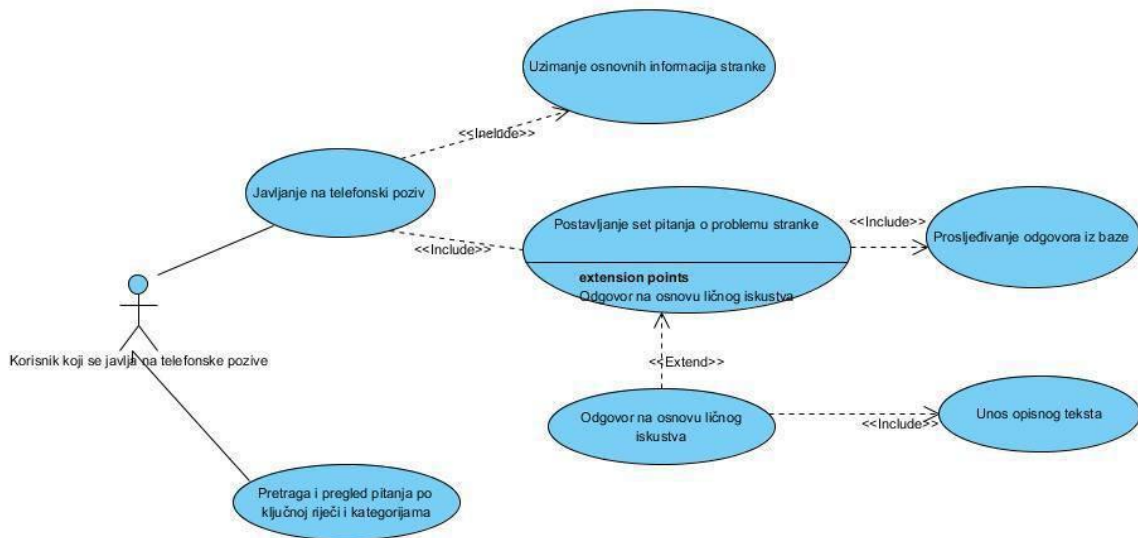 Uzimanje osnovnih informacija stranke
<<Include>>
Javljanje na telefonski poziv
<<Include>>
Postavljanje set pitanja o problemu stranke
extension points
Odgovor na osnovu ličnog iskustva
<<Include>>
Prosljeđivanje odgovora iz baze
Korisnik koji se javlja na telefonske pozive
<<Extend>>
Odgovor na osnovu ličnog
iskustva
<<Include>>
Unos opisnog teksta
Pretraga i pregled pitanja po
ključnoj riječi i kategorijama